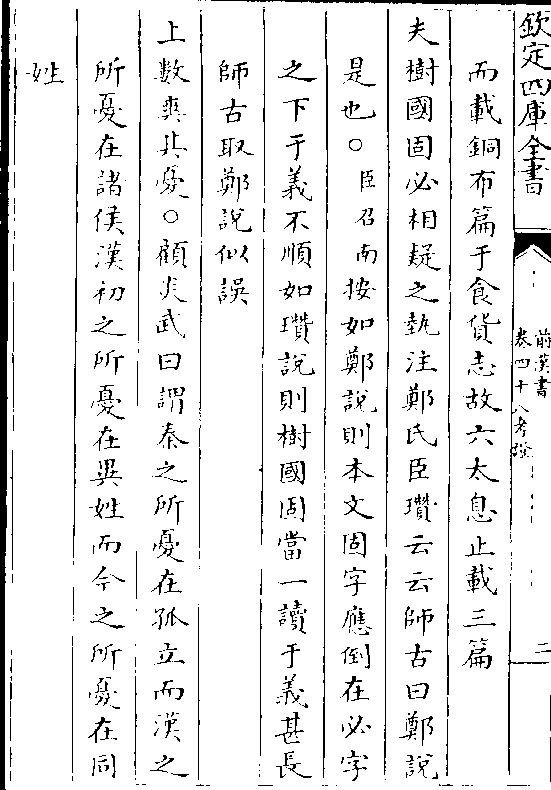 欽定四庫全書
前漢書
卷四十八考證
二
而載銅布篇于食貨志故六太息止載三篇
夫樹國固必相疑之埶注鄭氏臣瓚云云師古曰鄭說
是也○臣召南按如鄭說則本文固字應倒在必字
之下于義不順如瓚說則樹國固當一讀于義甚長
師古取鄭說似誤
上數爽其憂○顧炎武曰謂秦之所憂在孤立而漢之
所憂在諸侯漢初之所憂在異姓而今之所憂在同
姓